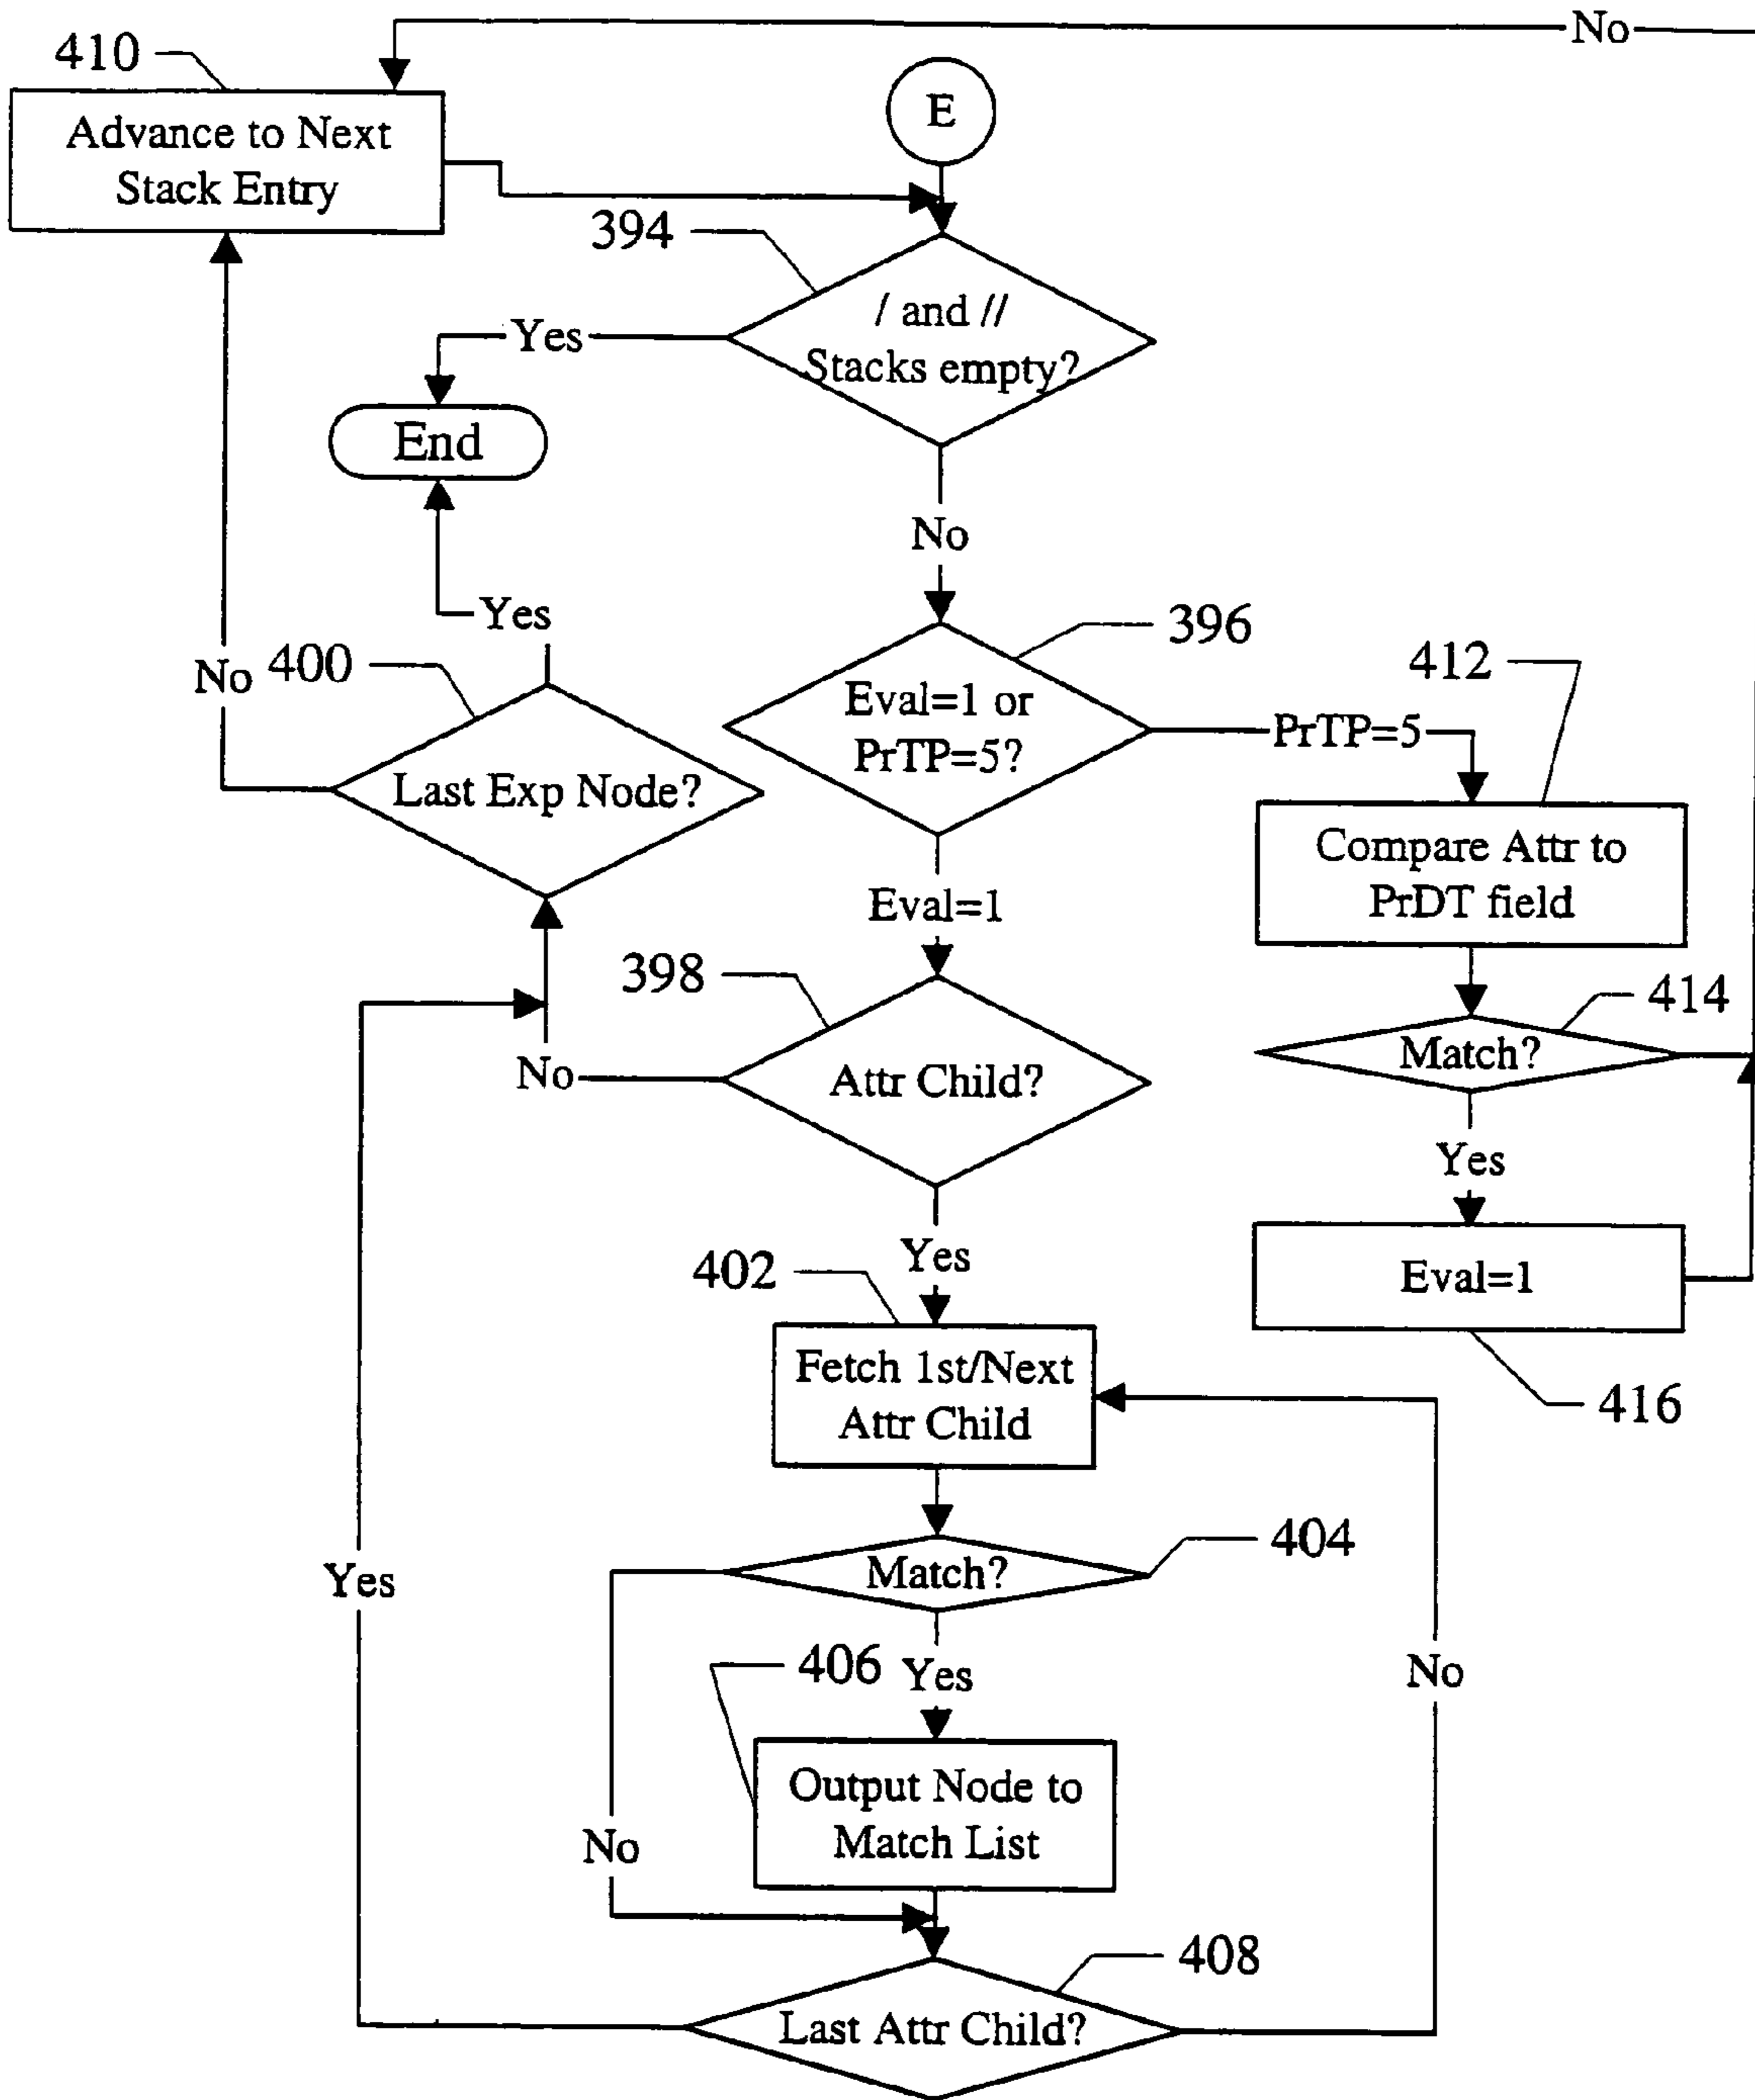 No
410
E
Advance to Next
Stack Entry
394
/ and //
Stacks empty?
Yes
End
No
Yes
396
412
No
400
Eval=1 or
PrTP=5?
PrTP=5
Last Exp Node?
Compare Attr to
PrDT field
Eval=1
398
414
Match?
No
Attr Child?
Yes
Yes
402
Eval=1
Fetch 1st/Next
Attr Child
416
404
Match?
Yes
406
Yes
No
Output Node to
Match List
No
408
Last Attr Child?